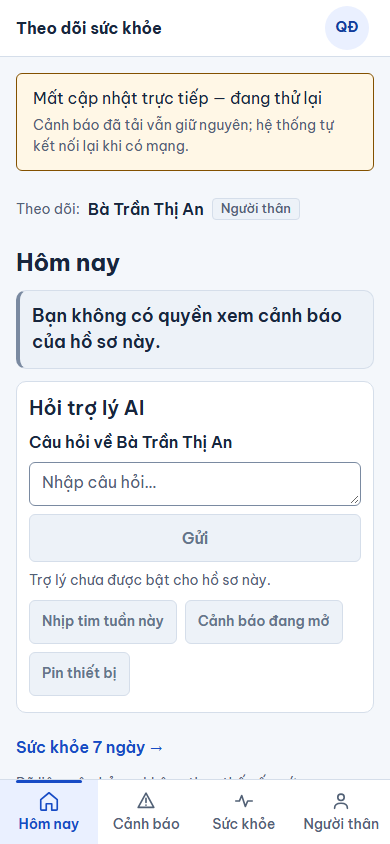 Theo dõi sức khỏe
QĐ
Mất cập nhật trực tiếp — đang thử lại
Cảnh báo đã tải vẫn giữ nguyên; hệ thống tự
kết nối lại khi có mạng.
Theo dõi: Bà Trần Thị An Người thân
Hôm nay
Bạn không có quyền xem cảnh báo
của hồ sơ này.
Hỏi trợ lý AI
Câu hỏi về Bà Trần Thị An
Nhập câu hỏi...
Gửi
Trợ lý chưa được bật cho hồ sơ này.
Nhịp tim tuần này Cảnh báo đang mở
Pin thiết bị
Sức khỏe 7 ngày →
Hôm nay Cảnh báo Sức khỏe Người thân